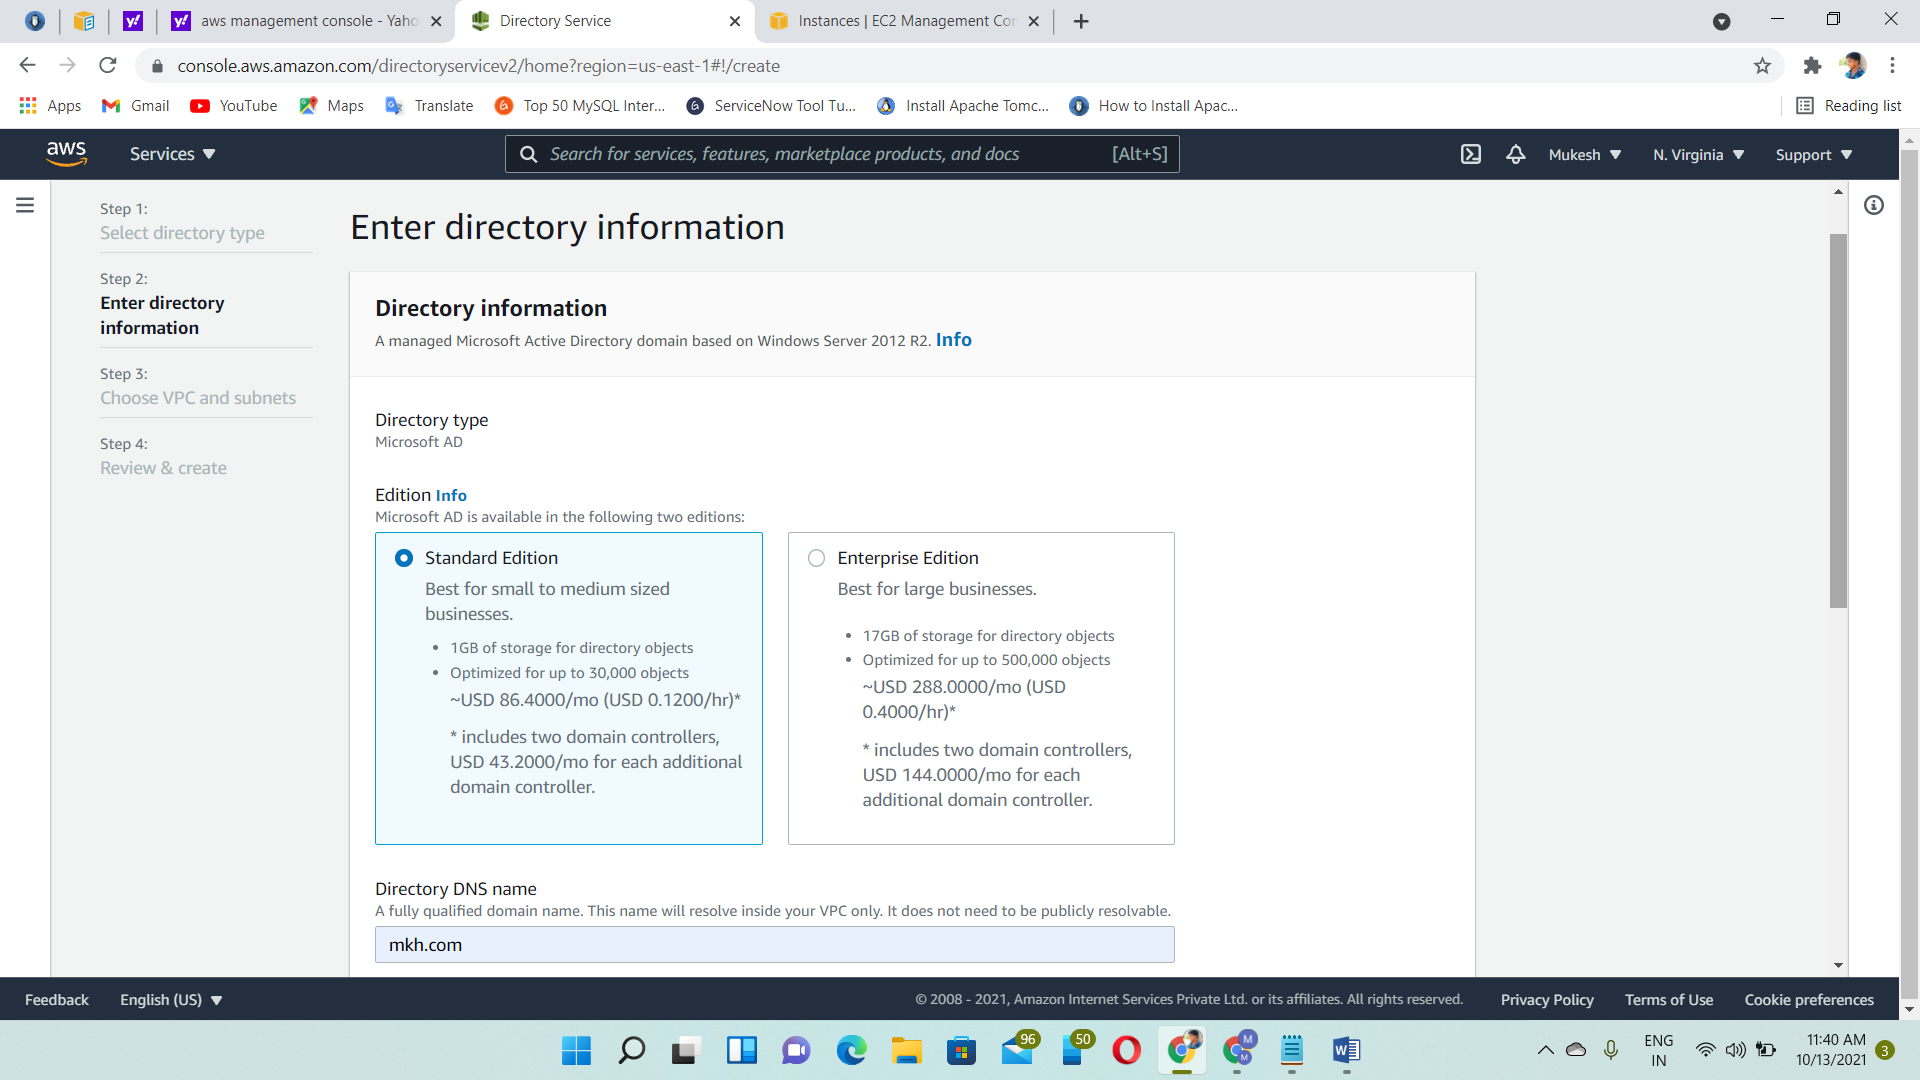 aws management console - Yaho
Directory Service
Instances | EC2 Management Con
console.aws.amazon.com/directoryservicev2/home?region=us-east-1#!/create
Apps
Gmail
YouTube
Maps
Translate
Top 50 MySQL Inter...
ServiceNow Tool Tu...
Install Apache Tomc...
How to Install Apac...
Reading list
aws
Services
Search for services, features, marketplace products, and docs
[Alt+S]
Mukesh
N. Virginia
Support
Step 1:
Select directory type
Step 2:
Enter directory
information
Step 3:
Choose VPC and subnets
Step 4:
Review & create
Enter directory information
Directory information
A managed Microsoft Active Directory domain based on Windows Server 2012 R2. Info
Directory type
Microsoft AD
Edition Info
Microsoft AD is available in the following two editions:
Standard Edition
Best for small to medium sized
businesses.
• 1GB of storage for directory objects
• Optimized for up to 30,000 objects
~USD 86.4000/mo (USD 0.1200/hr)*
* includes two domain controllers,
USD 43.2000/mo for each additional
domain controller.
Enterprise Edition
Best for large businesses.
• 17GB of storage for directory objects
• Optimized for up to 500,000 objects
~USD 288.0000/mo (USD
0.4000/hr)*
* includes two domain controllers,
USD 144.0000/mo for each
additional domain controller.
Directory DNS name
A fully qualified domain name. This name will resolve inside your VPC only. It does not need to be publicly resolvable.
mkh.com
Feedback
English (US)
© 2008 - 2021, Amazon Internet Services Private Ltd. or its affiliates. All rights reserved.
Privacy Policy
Terms of Use
Cookie preferences
96
50
M
M
ENG
IN
11:40 AM
10/13/2021
3